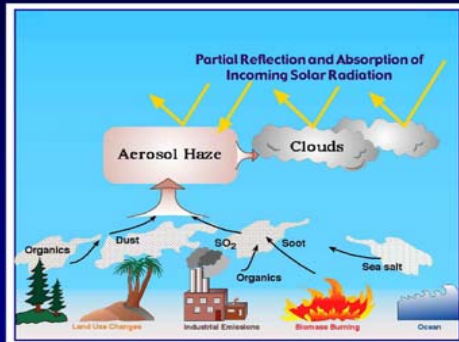 Partial Reflection and Absorption of
Incoming Solar Radiation
Aerosol Haze
Clouds
Organics
Dust
SO₂
Soot
Organics
Sea salt
Land Use Changes
Industrial Emissions
Biomass Burning
Ocean